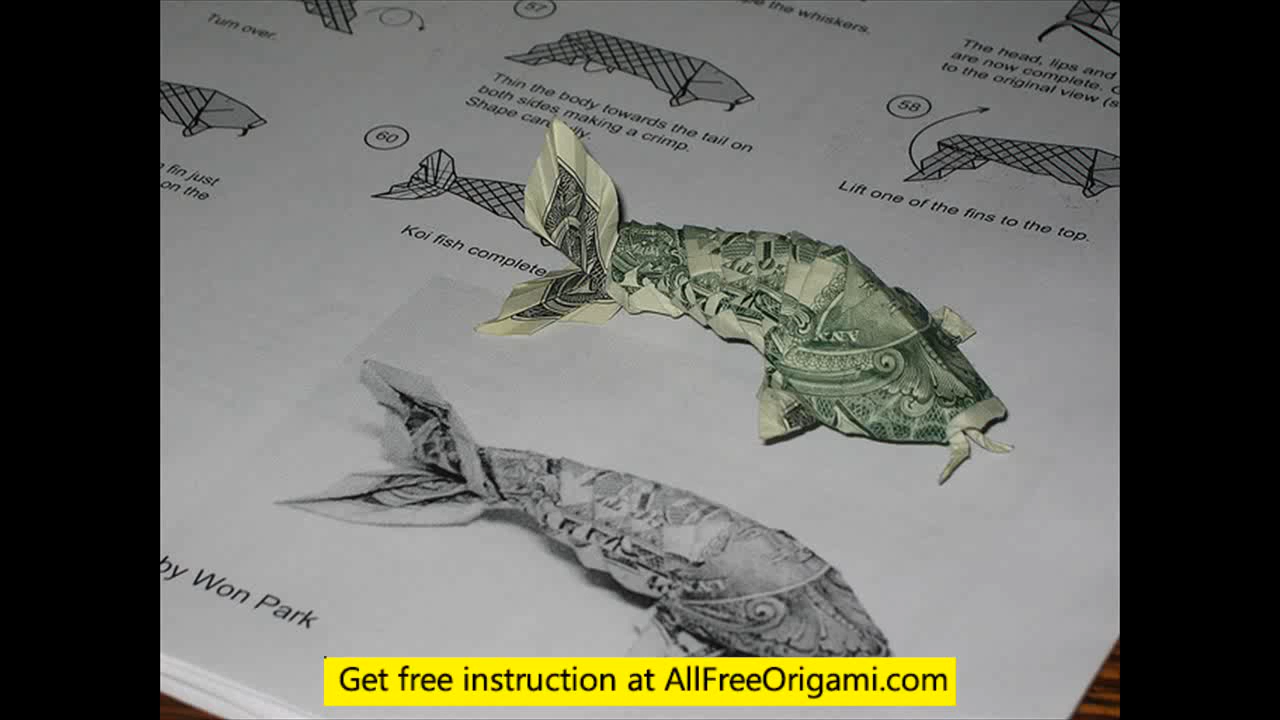 Turn over.
57
pe the whiskers.
Thin the body towards the tail on
both sides making a crimp.
Shape
The head, lips and
are now complete.
to the original view (s
58
Lift one of the fins to the top.
fin just
on the
60
Koi fish complete
by Won Park
Get free instruction at AllFreeOrigami.com